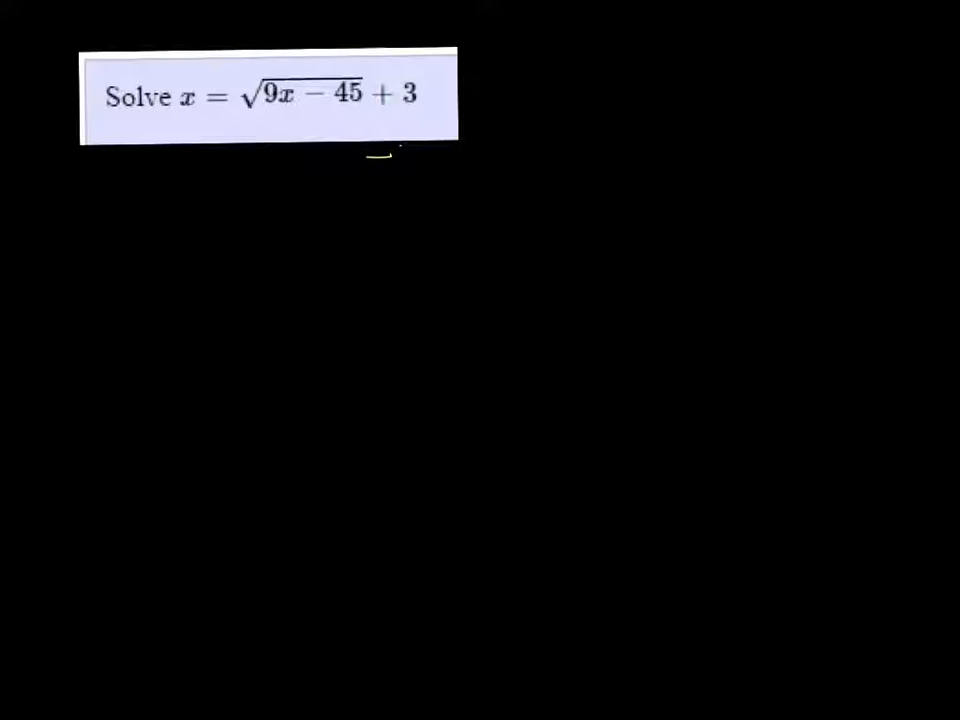 Solve x = √9x − 45 + 3